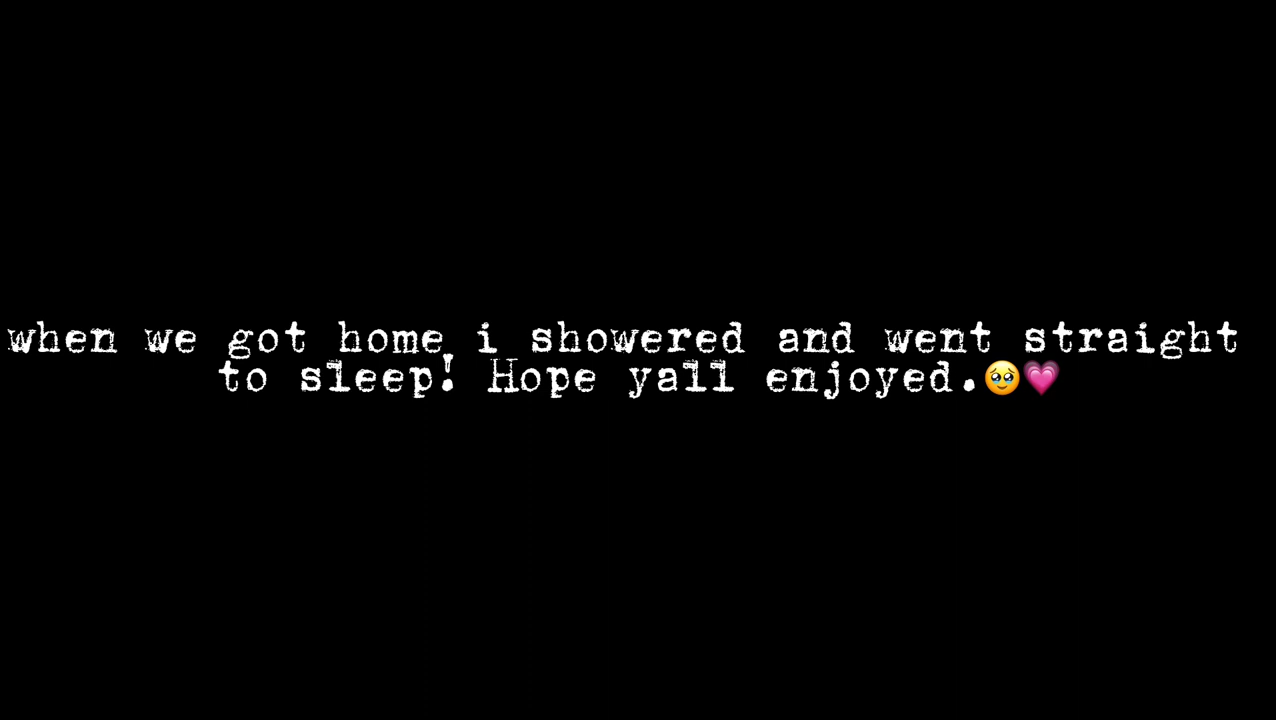 when we got home i showered and went straight
to sleep! Hope yall enjoyed.🥹💗